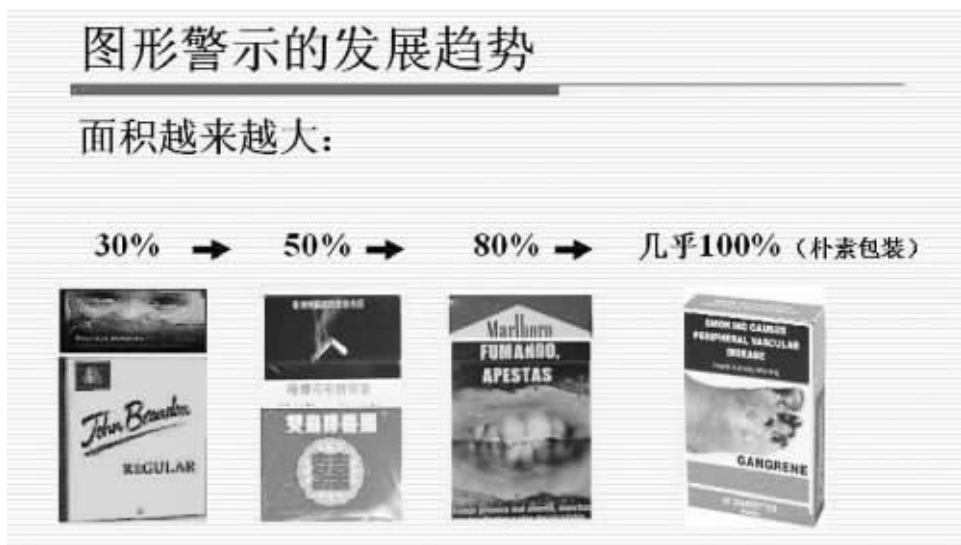 图形警示的发展趋势
面积越来越大：
30% → 50% → 80% → 几乎100%（朴素包装）
John Brandon
REGULAR
Marlboro
FUMANDO,
APESTAS
SMOKING CAUSES
PERIPHERAL VASCULAR
DISEASE
GANGRENE